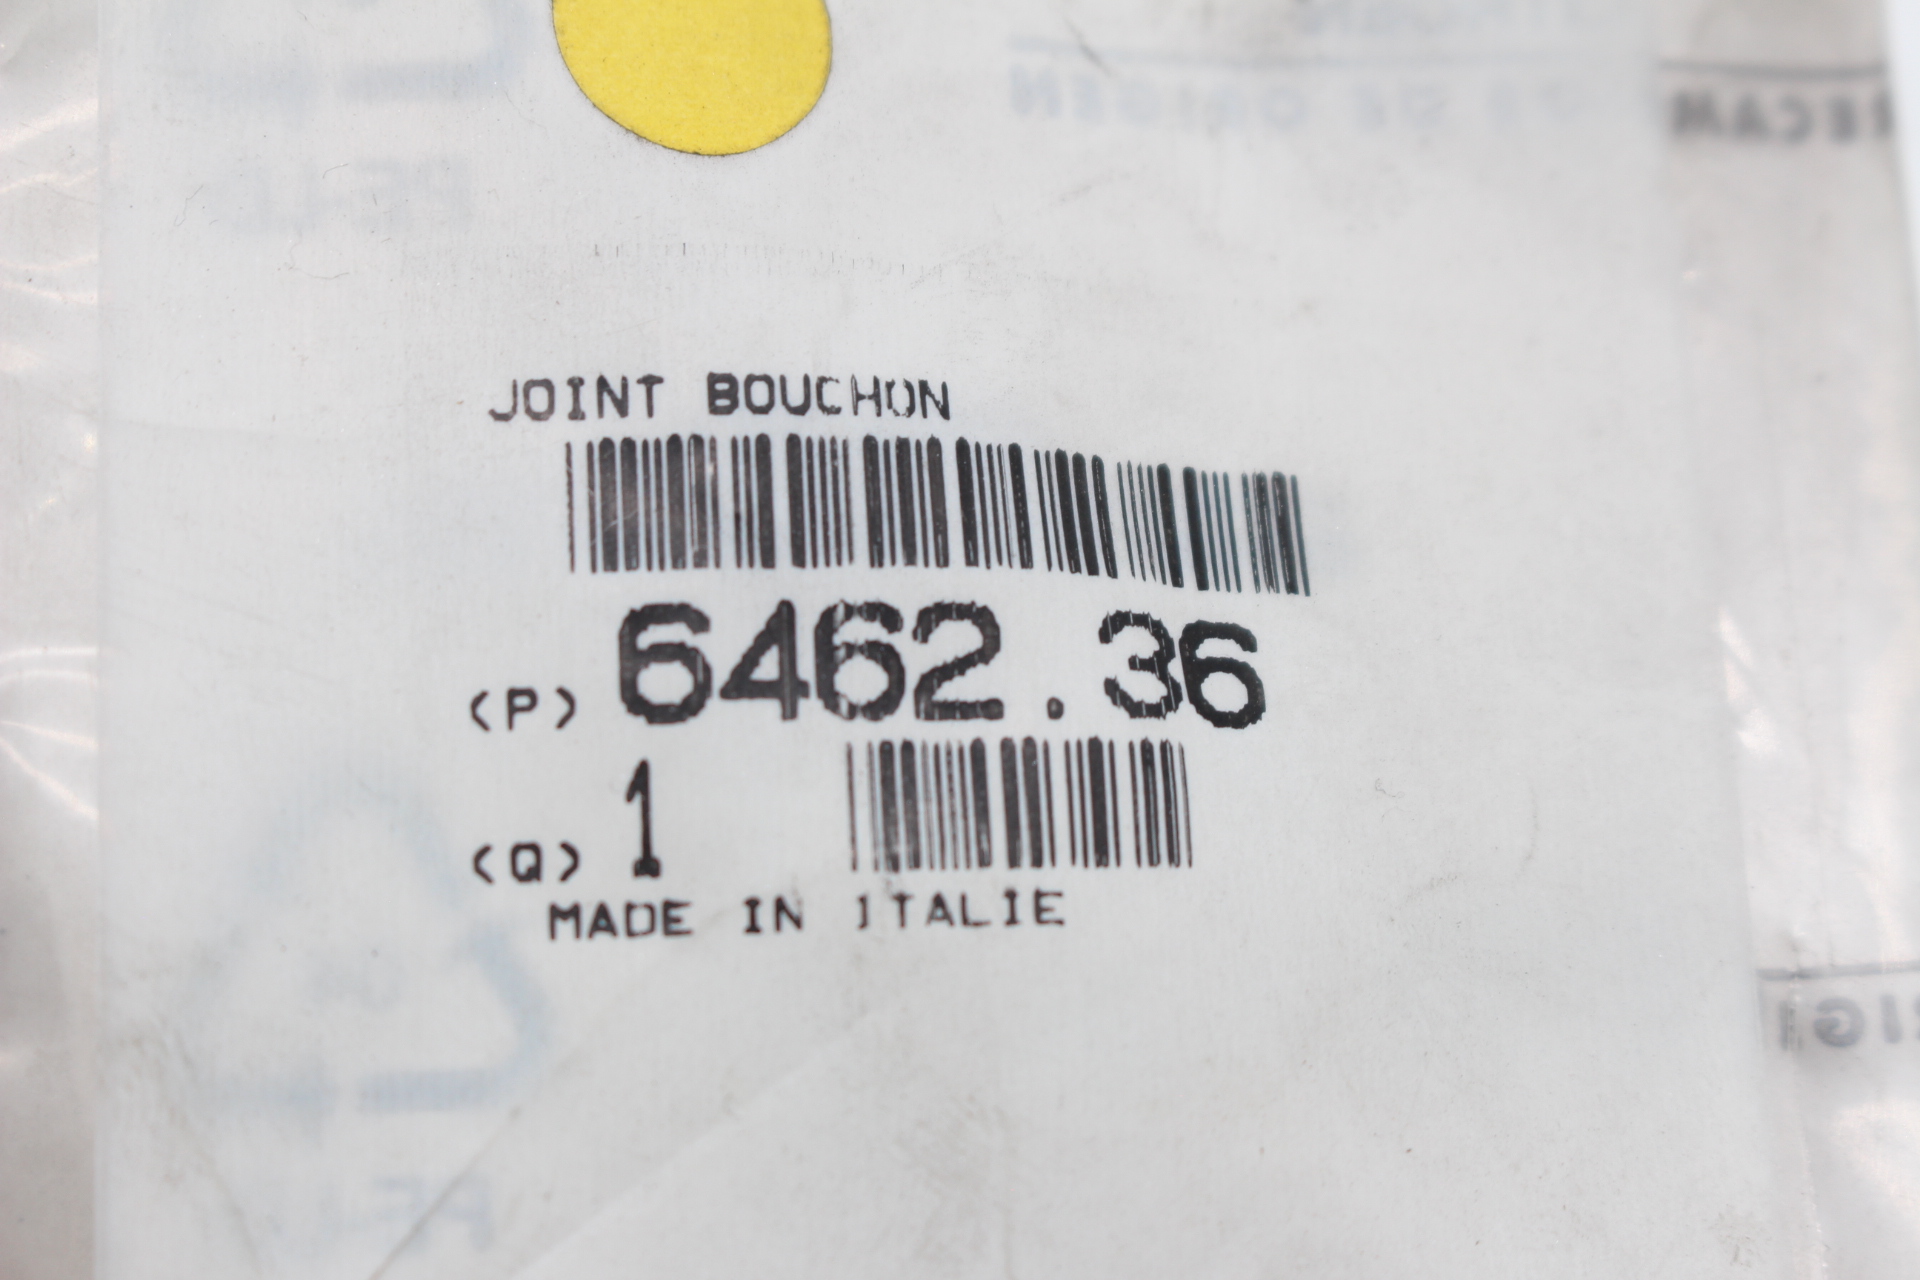 JOINT BOUCHON
(P) 6462.36
(Q) 1
MADE IN ITALIE